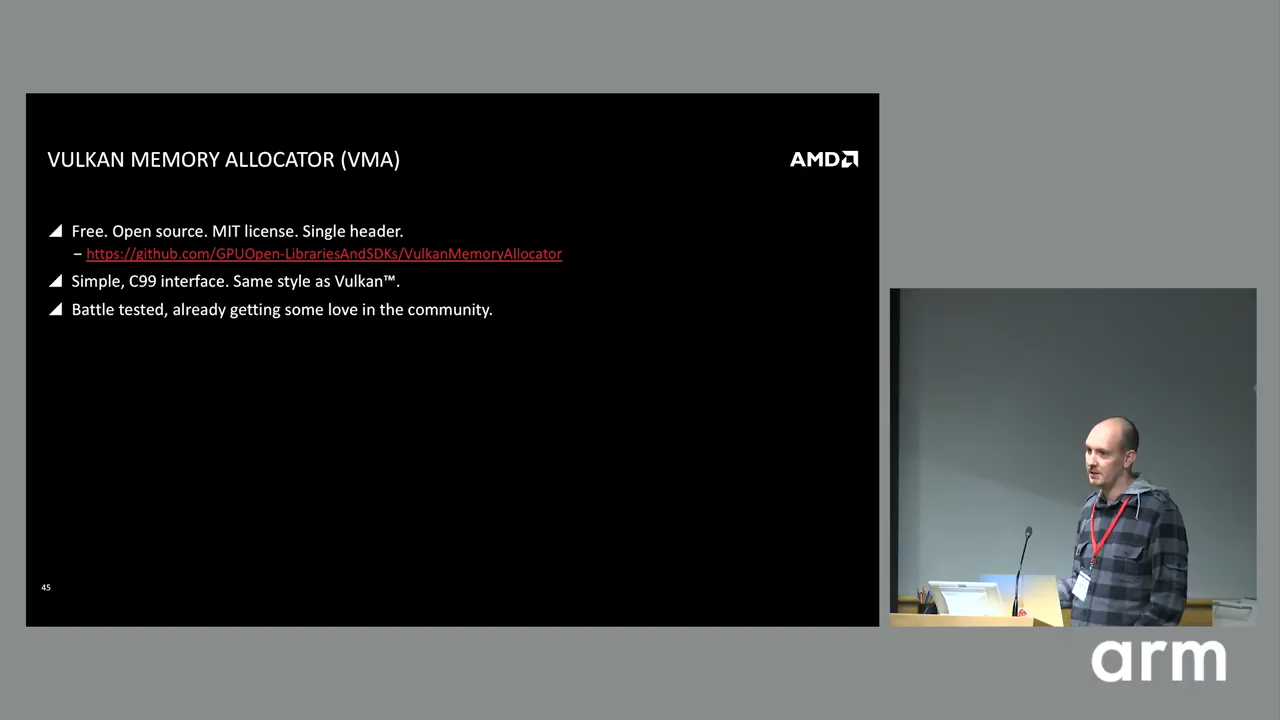 VULKAN MEMORY ALLOCATOR (VMA)
AMD
Free. Open source. MIT license. Single header.
– https://github.com/GPUOpen-LibrariesAndSDKs/VulkanMemoryAllocator
Simple, C99 interface. Same style as Vulkan™.
Battle tested, already getting some love in the community.
45
arm